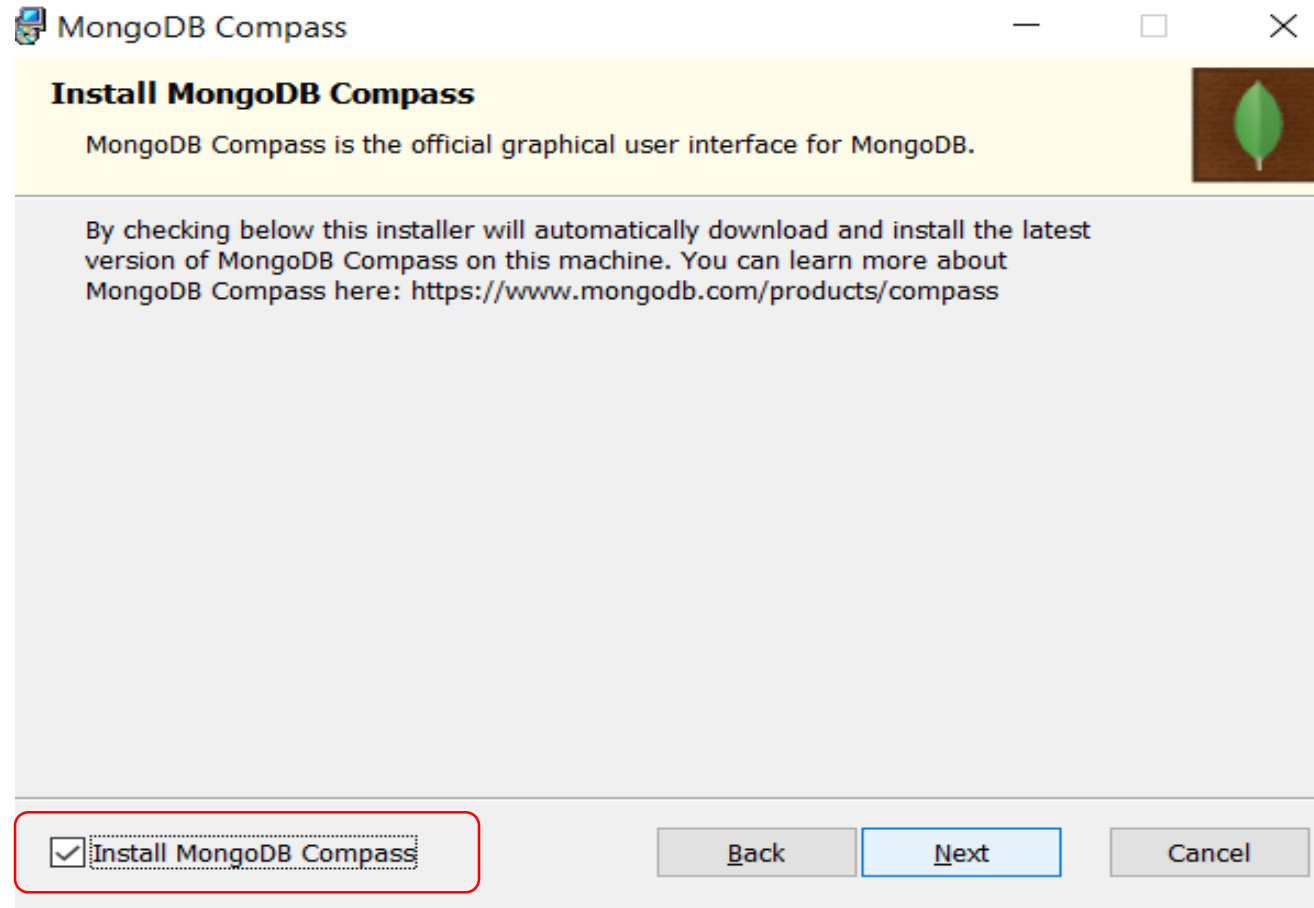 MongoDB Compass
Install MongoDB Compass
MongoDB Compass is the official graphical user interface for MongoDB.
By checking below this installer will automatically download and install the latest
version of MongoDB Compass on this machine. You can learn more about
MongoDB Compass here: https://www.mongodb.com/products/compass
Install MongoDB Compass
Back
Next
Cancel